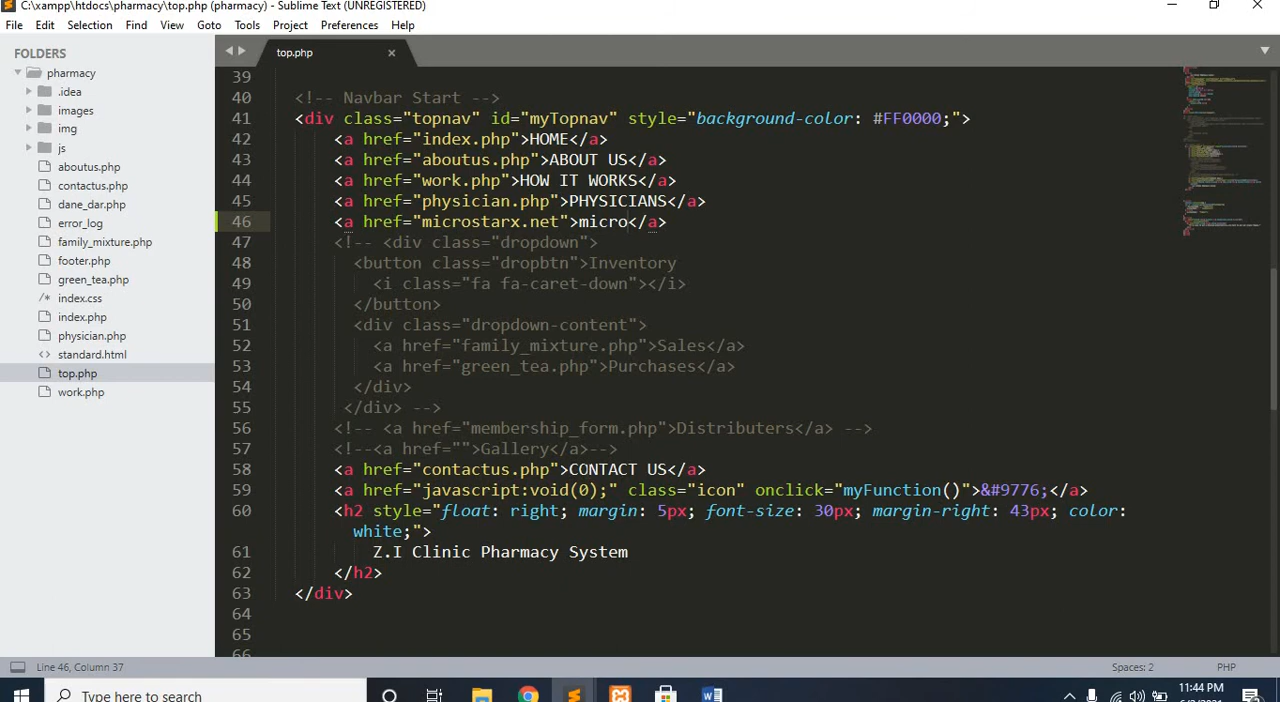 C:\xampp\htdocs\pharmacy\top.php (pharmacy) - Sublime Text (UNREGISTERED)
File Edit Selection Find View Goto Tools Project Preferences Help
FOLDERS
pharmacy
.idea
images
img
js
aboutus.php
contactus.php
dane_dar.php
error_log
family_mixture.php
footer.php
green_tea.php
/* index.css
index.php
physician.php
<> standard.html
top.php
work.php
top.php
39
40 <!-- Navbar Start -->
41 <div class="topnav" id="myTopnav" style="background-color: #FF0000;">
42 <a href="index.php">HOME</a>
43 <a href="aboutus.php">ABOUT US</a>
44 <a href="work.php">HOW IT WORKS</a>
45 <a href="physician.php">PHYSICIANS</a>
46 <a href="microstarx.net">micro</a>
47 <!-- <div class="dropdown">
48 <button class="dropbtn">Inventory
49 <i class="fa fa-caret-down"></i>
50 </button>
51 <div class="dropdown-content">
52 <a href="family_mixture.php">Sales</a>
53 <a href="green_tea.php">Purchases</a>
54 </div>
55 </div> -->
56 <!-- <a href="membership_form.php">Distributers</a> -->
57 <!--<a href="">Gallery</a>-->
58 <a href="contactus.php">CONTACT US</a>
59 <a href="javascript:void(0);" class="icon" onclick="myFunction()">&#9776;</a>
60 <h2 style="float: right; margin: 5px; font-size: 30px; margin-right: 43px; color:
white;">
61 Z.I Clinic Pharmacy System
62 </h2>
63 </div>
64
65
66
Line 46, Column 37 Spaces: 2 PHP
Type here to search
11:44 PM